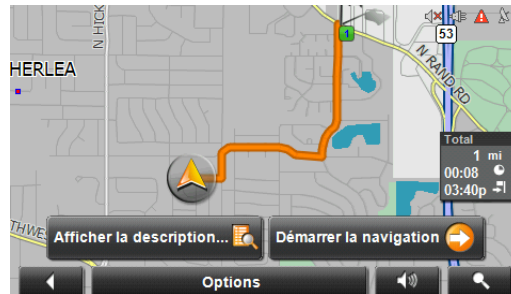 N HICK
53
1
N RAND RD
HERLEA
Total
1 mi
00:08
03:40p
THWES
Afficher la description...
Démarrer la navigation
Options